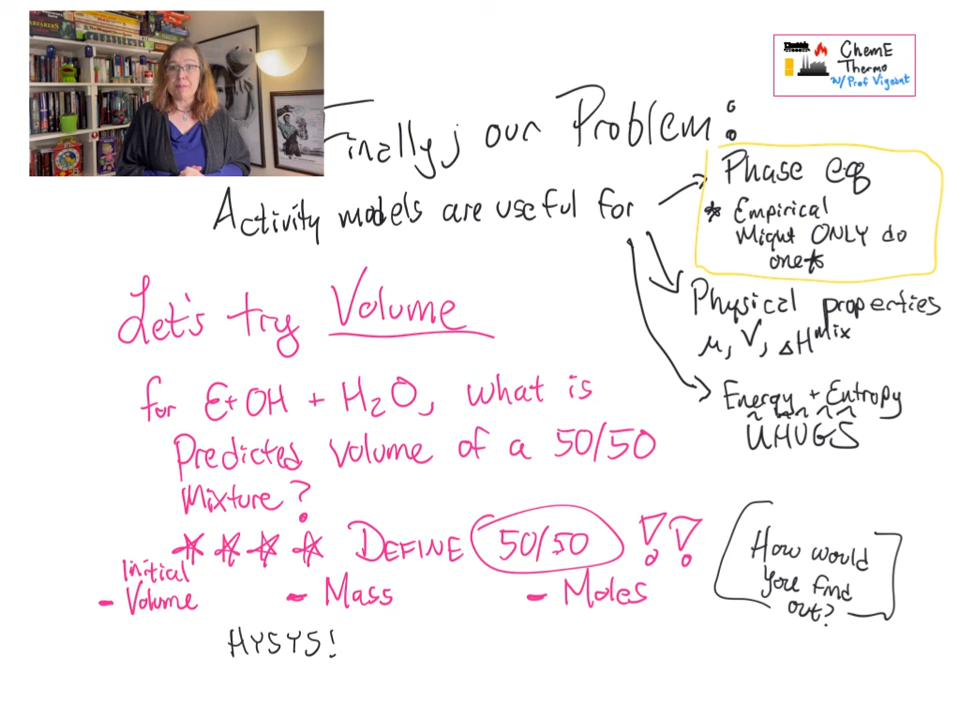 ChemE
Thermo
w/ Prof Vigeant
Finally, our Problem:
Activity models are useful for
Phase eq
* Empirical
Might ONLY do
one *
Physical properties
μ, V, ΔHmix
Energy + Entropy
UHUGS
Let's try Volume
for EtOH + H2O, what is
Predicted volume of a 50/50
Mixture?
**** DEFINE 50/50 !!
- Initial Volume - Mass - Moles
HYSYS!
How would
you find
out?